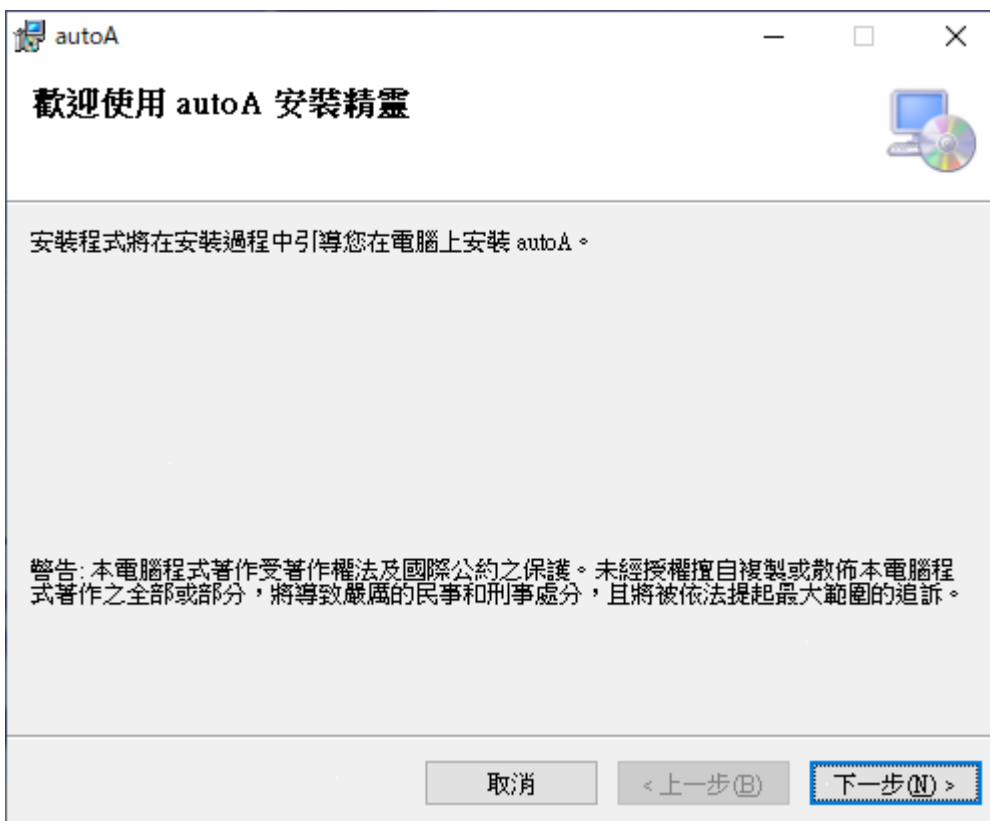 autoA
歡迎使用 autoA 安裝精靈
安裝程式將在安裝過程中引導您在電腦上安裝 autoA。
警告: 本電腦程式著作受著作權法及國際公約之保護。未經授權擅自複製或散佈本電腦程
式著作之全部或部分，將導致嚴厲的民事和刑事處分，且將被依法提起最大範圍的追訴。
取消
<上一步(B)
下一步(N) >